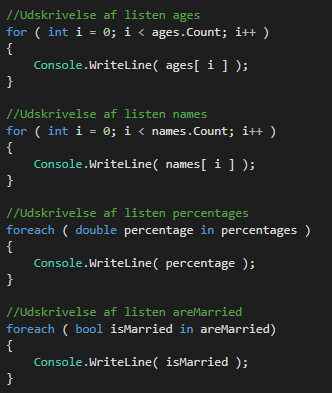 //Udskrivelse af listen ages
for ( int i = 0; i < ages.Count; i++ )
{
    Console.WriteLine( ages[ i ] );
}
//Udskrivelse af listen names
for ( int i = 0; i < names.Count; i++ )
{
    Console.WriteLine( names[ i ] );
}
//Udskrivelse af listen percentages
foreach ( double percentage in percentages )
{
    Console.WriteLine( percentage );
}
//Udskrivelse af listen areMarried
foreach ( bool isMarried in areMarried)
{
    Console.WriteLine( isMarried );
}